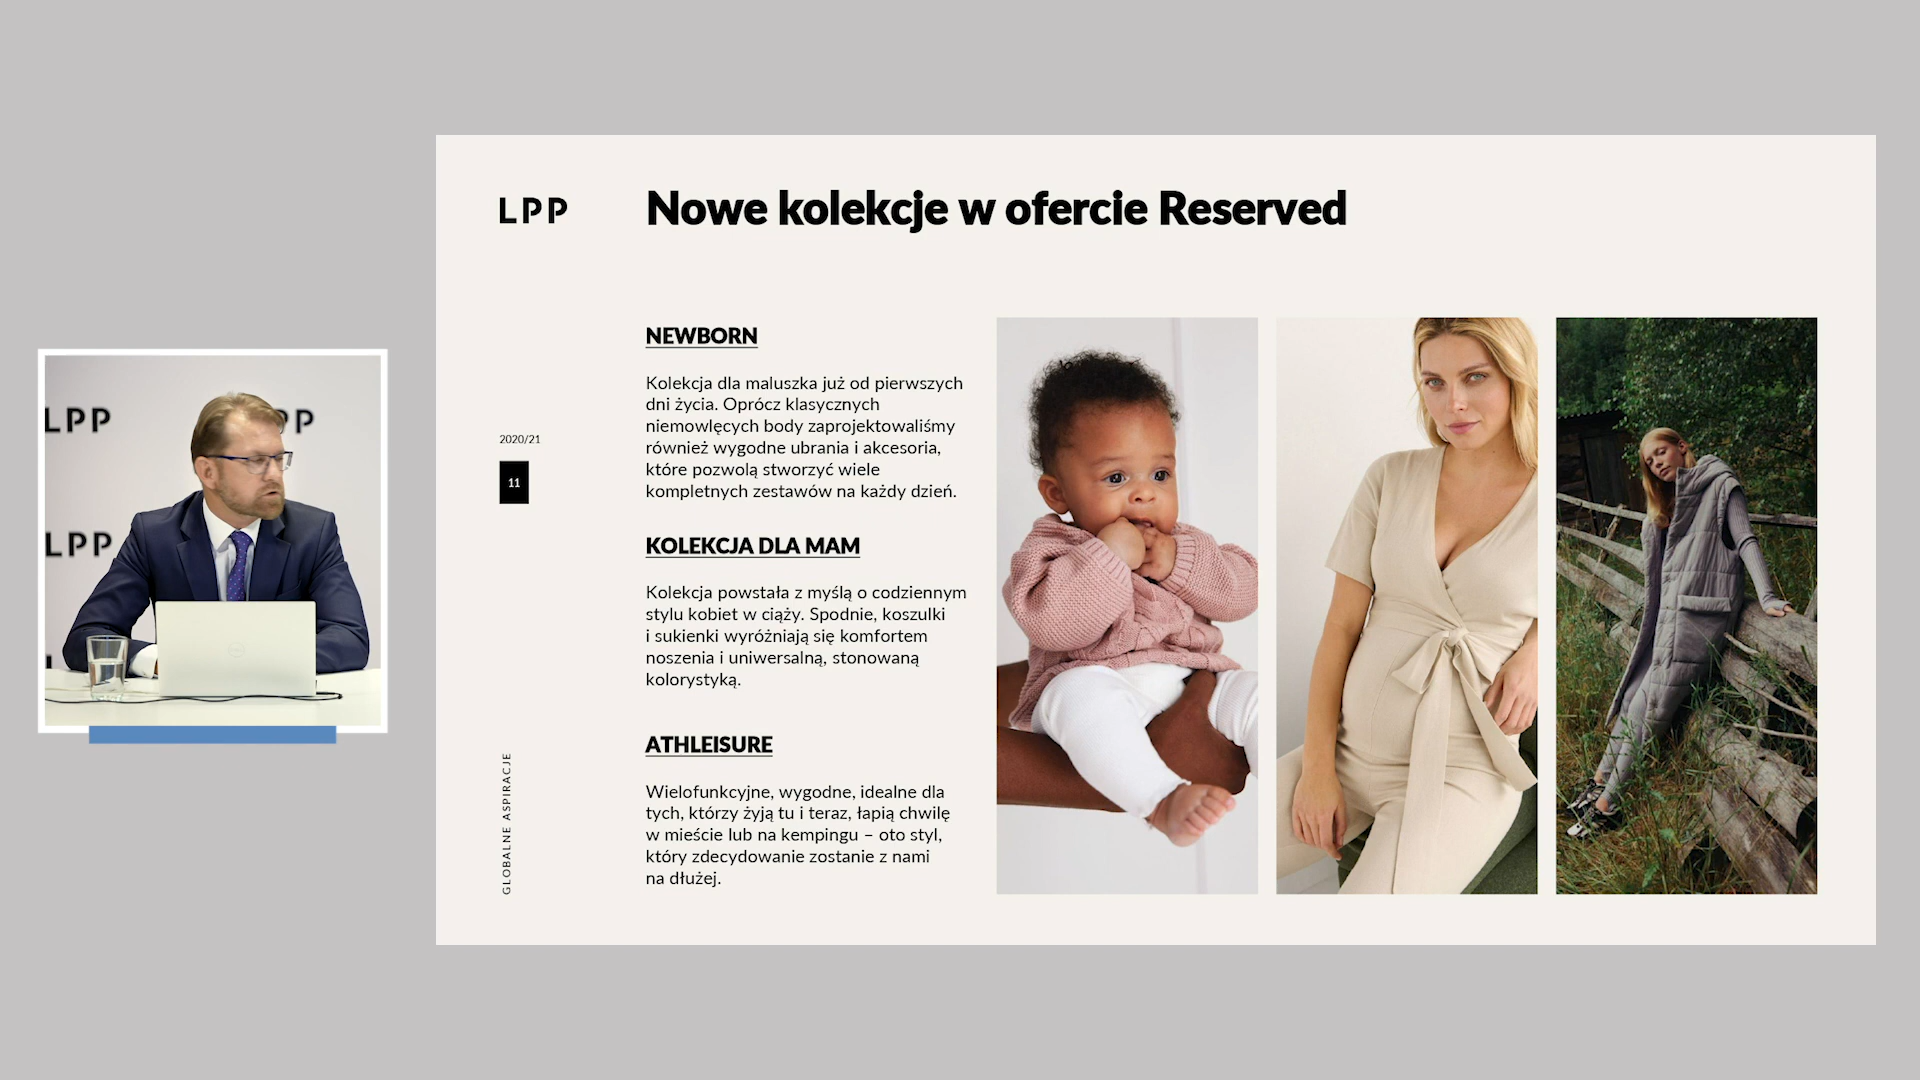 LPP
Nowe kolekcje w ofercie Reserved
NEWBORN
Kolekcja dla maluszka już od pierwszych
dni życia. Oprócz klasycznych
niemowlęcych body zaprojektowaliśmy
również wygodne ubrania i akcesoria,
które pozwolą stworzyć wiele
kompletnych zestawów na każdy dzień.
KOLEKCJA DLA MAM
Kolekcja powstała z myślą o codziennym
stylu kobiet w ciąży. Spodnie, koszulki
i sukienki wyróżniają się komfortem
noszenia i uniwersalną, stonowaną
kolorystyką.
ATHLEISURE
Wielofunkcyjne, wygodne, idealne dla
tych, którzy żyją tu i teraz, łapią chwilę
w mieście lub na kempingu – oto styl,
który zdecydowanie zostanie z nami
na dłużej.
2020/21
11
GLOBALNE ASPIRACJE
LPP
PP
LPP
L